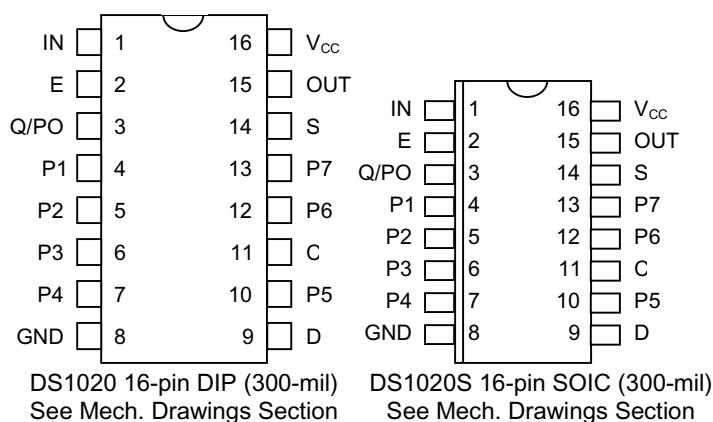 IN 1 16 VCC
E 2 15 OUT
Q/PO 3 14 S
P1 4 13 P7
P2 5 12 P6
P3 6 11 C
P4 7 10 P5
GND 8 9 D
DS1020 16-pin DIP (300-mil)
See Mech. Drawings Section
IN 1 16 VCC
E 2 15 OUT
Q/PO 3 14 S
P1 4 13 P7
P2 5 12 P6
P3 6 11 C
P4 7 10 P5
GND 8 9 D
DS1020S 16-pin SOIC (300-mil)
See Mech. Drawings Section